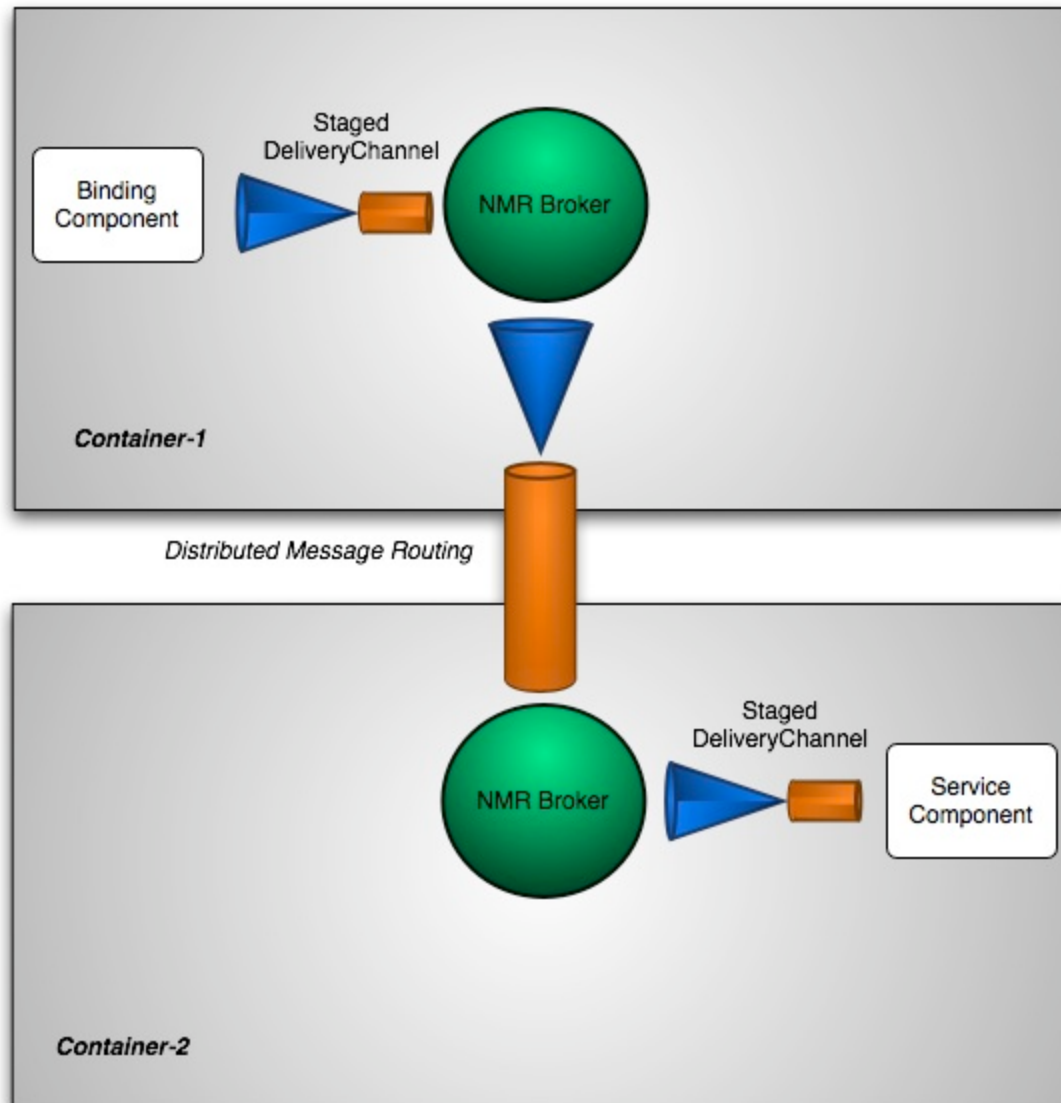 Staged
DeliveryChannel
Binding
Component
NMR Broker
Container-1
Distributed Message Routing
Staged
DeliveryChannel
NMR Broker
Service
Component
Container-2